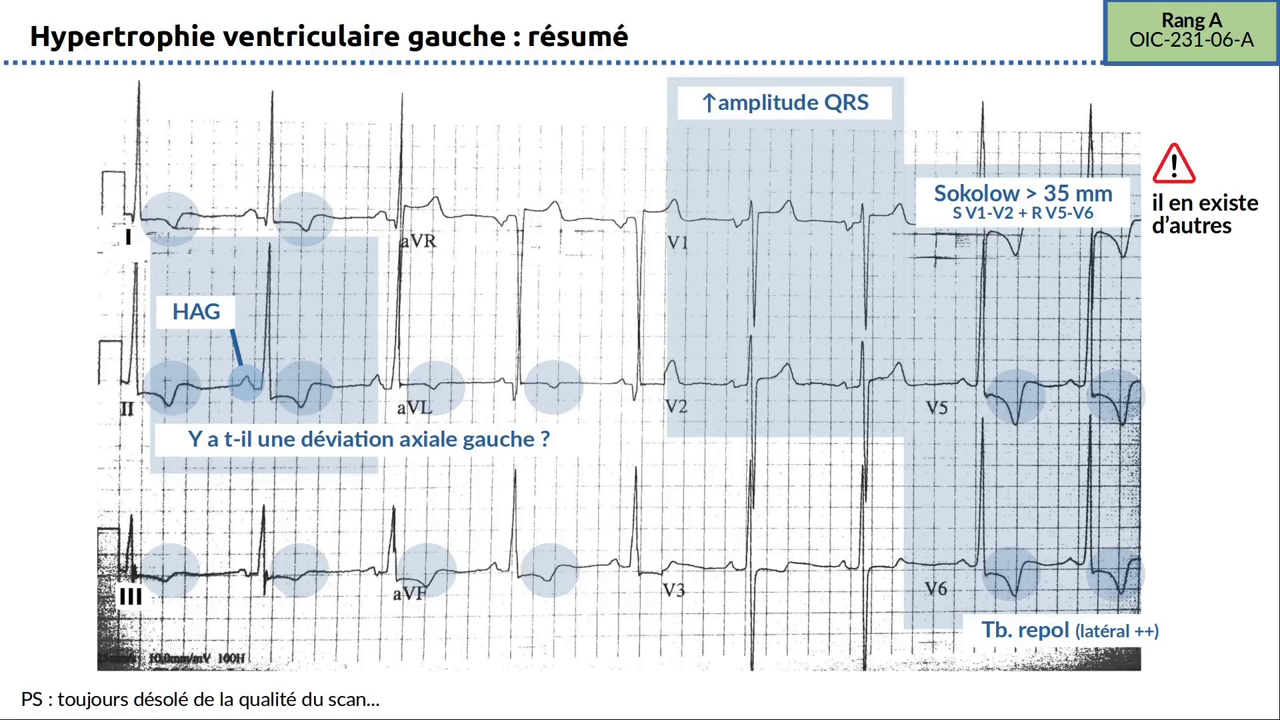 Hypertrophie ventriculaire gauche : résumé
Rang A
OIC-231-06-A
↑amplitude QRS
Sokolow > 35 mm
S V1-V2 + R V5-V6
il en existe
d’autres
I
aVR
V1
HAG
II
aVL
V2
V5
Y a t-il une déviation axiale gauche ?
III
aVF
V3
V6
Tb. repol (latéral ++)
10.0mm/mV 100H
PS : toujours désolé de la qualité du scan...